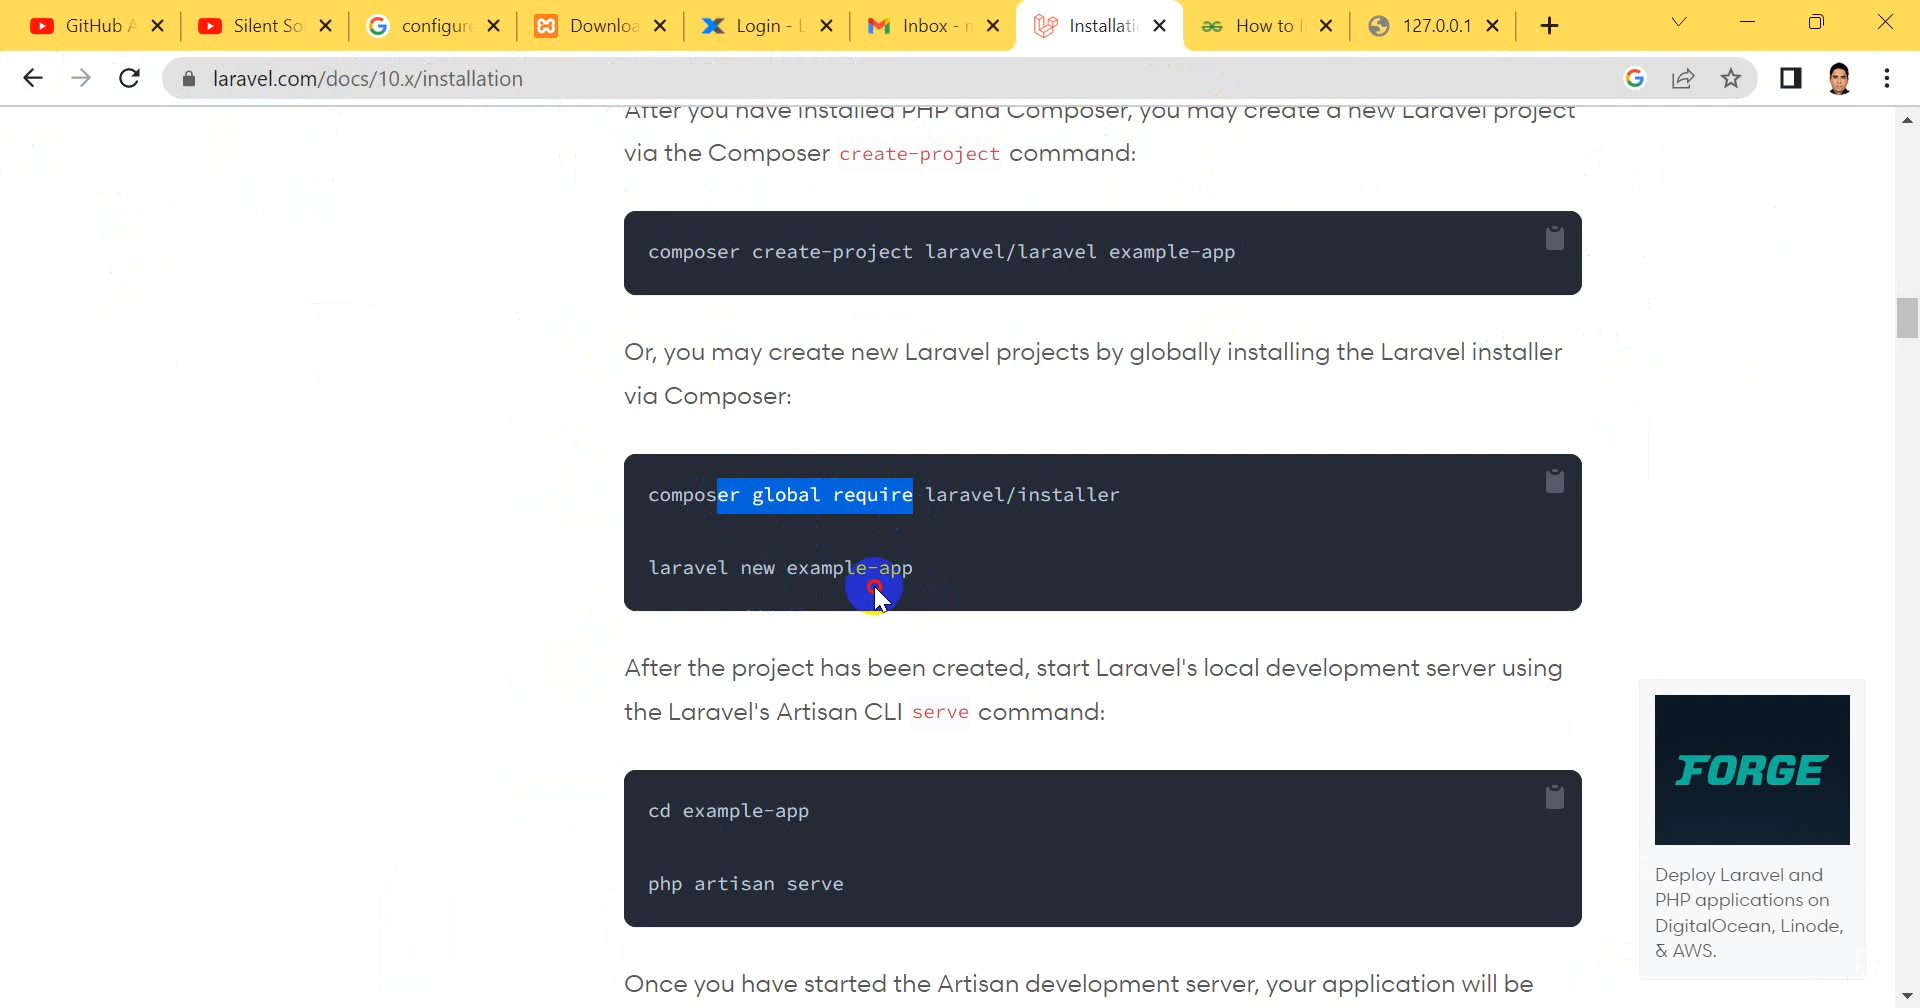 GitHub A
Silent So
configure
Downloa
Login - L
Inbox - n
Installati
How to I
127.0.0.1
laravel.com/docs/10.x/installation
After you have installed PHP and Composer, you may create a new Laravel project
via the Composer create-project command:
composer create-project laravel/laravel example-app
Or, you may create new Laravel projects by globally installing the Laravel installer
via Composer:
composer global require laravel/installer
laravel new example-app
After the project has been created, start Laravel's local development server using
the Laravel's Artisan CLI serve command:
cd example-app
php artisan serve
FORGE
Deploy Laravel and
PHP applications on
DigitalOcean, Linode,
& AWS.
Once you have started the Artisan development server, your application will be